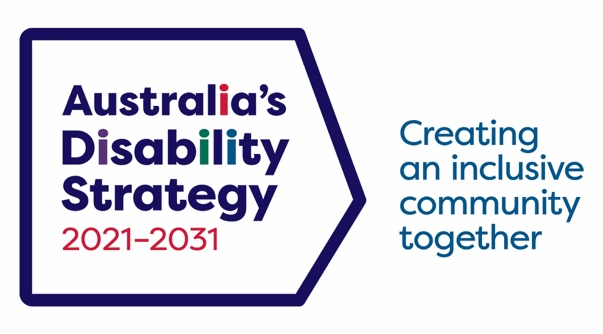 Australia's
Disability
Strategy
2021–2031
Creating
an inclusive
community
together